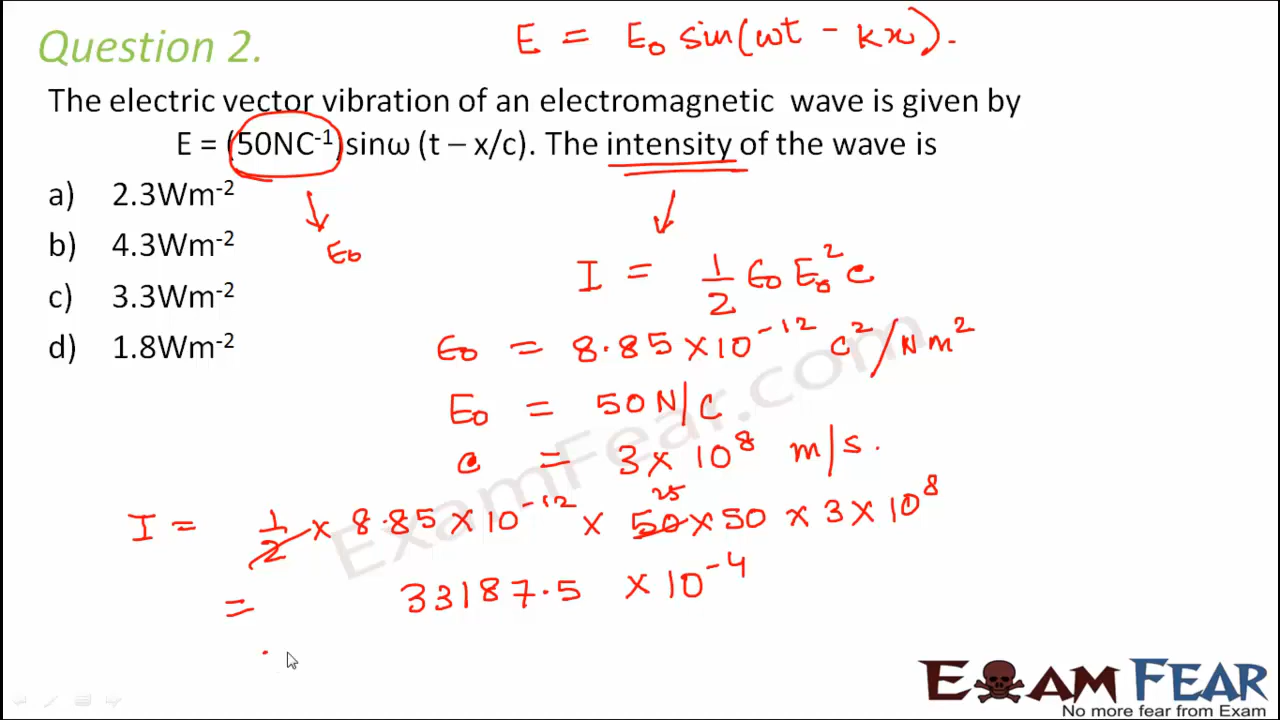 Question 2.
E = E₀ sin(ωt - kx).
The electric vector vibration of an electromagnetic wave is given by
E = (50NC⁻¹) sinω (t – x/c). The intensity of the wave is
a) 2.3Wm⁻²
b) 4.3Wm⁻²
c) 3.3Wm⁻²
d) 1.8Wm⁻²
E₀
I = 1/2 ϵ₀ E₀² c
ϵ₀ = 8.85 × 10⁻¹² C²/Nm²
E₀ = 50 N/C
c = 3 × 10⁸ m/s.
25
I = 1/2 × 8.85 × 10⁻¹² × 50 × 50 × 3 × 10⁸
= 33187.5 × 10⁻⁴
ExamFear.com
EXAM FEAR
No more fear from Exam